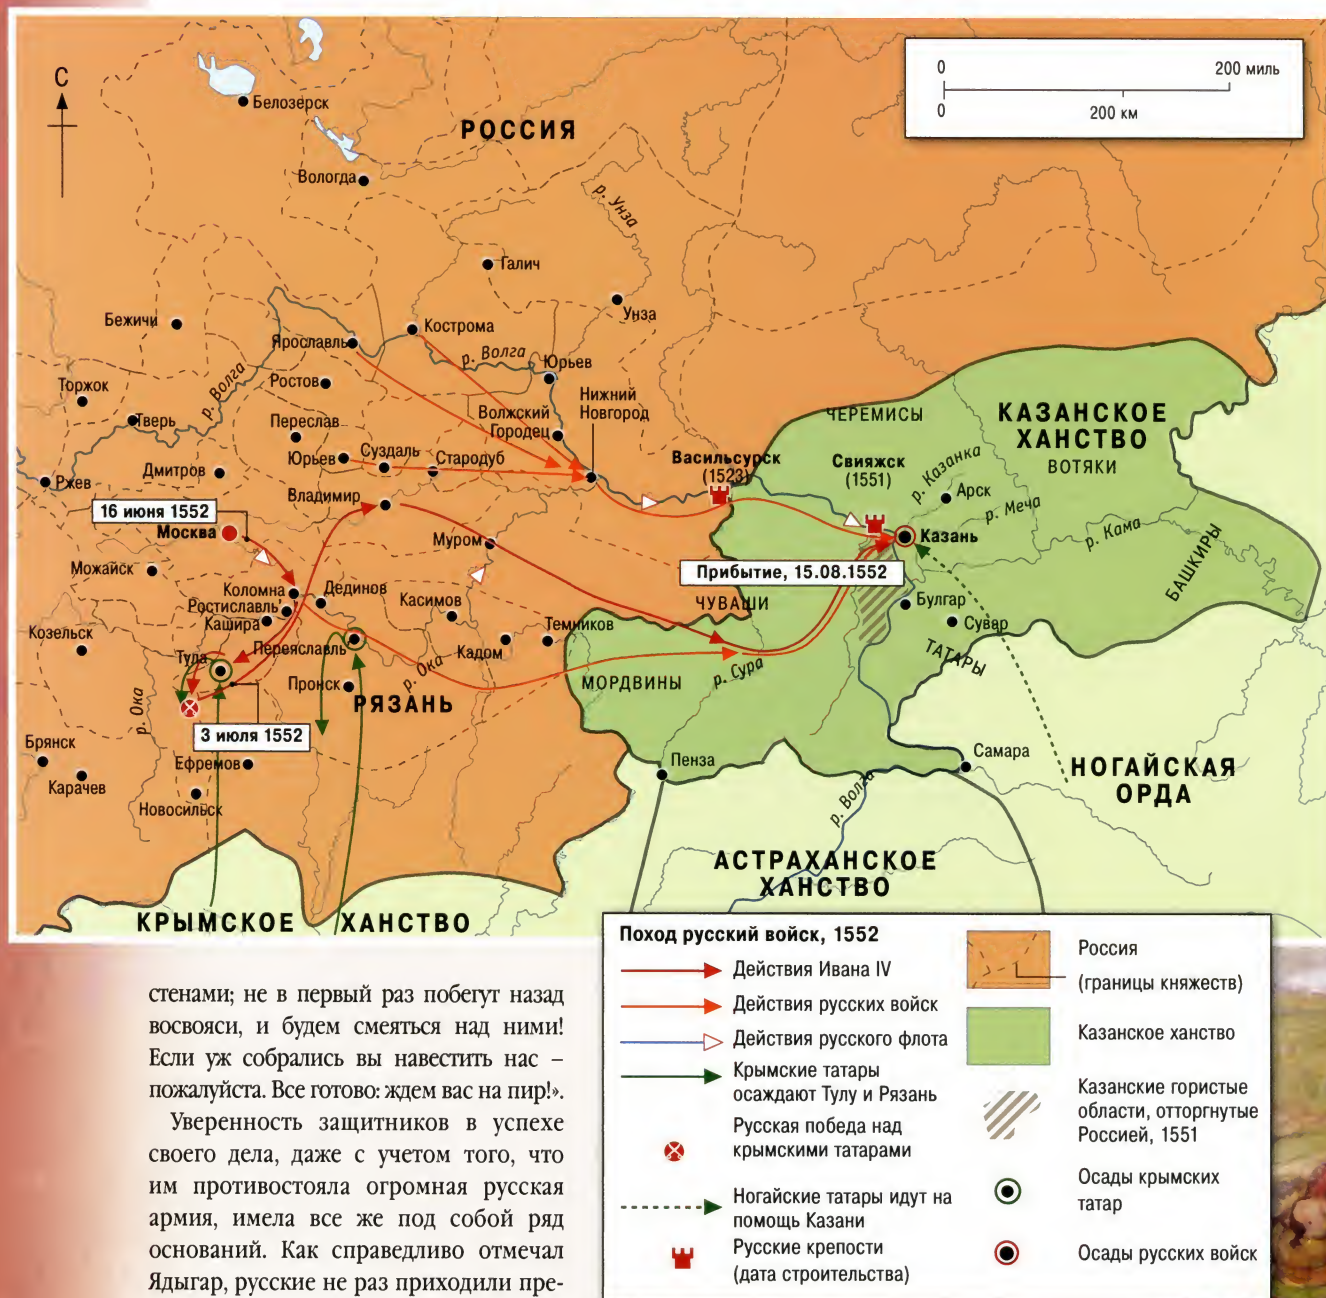 С
0
200 миль
0
200 км
Белозерск
РОССИЯ
Вологда
р. Унза
Галич
Унза
Бежичи
Кострома
Ярославль
р. Волга
Юрьев
р. Волга
Ростов
Торжок
Нижний
Новгород
Тверь
Переслав
Волжский
Городец
ЧЕРЕМИСЫ
КАЗАНСКОЕ
ХАНСТВО
ВОТЯКИ
Юрьев
Суздаль
Стародуб
Васильсурск
(1523)
Свияжск
(1551)
р. Казанка
Ржев
Дмитров
Владимир
Арск
р. Меча
16 июня 1552
Москва
Муром
Казань
р. Кама
БАШКИРЫ
Можайск
Прибытие, 15.08.1552
Коломна
Дединов
Ростиславль
Касимов
ЧУВАШИ
Булгар
Кашира
Козельск
Темников
Сувар
Переяславль
Кадом
ТАТАРЫ
Тула
р. Ока
р. Сура
Пронск
МОРДВИНЫ
РЯЗАНЬ
р. Ока
3 июля 1552
Брянск
Ефремов
Пенза
Самара
НОГАЙСКАЯ
ОРДА
Карачев
Новосильск
р. Волга
АСТРАХАНСКОЕ
ХАНСТВО
КРЫМСКОЕ ХАНСТВО
Поход русский войск, 1552
Действия Ивана IV
Действия русских войск
Действия русского флота
Крымские татары
осаждают Тулу и Рязань
Русская победа над
крымскими татарами
Ногайские татары идут на
помощь Казани
Русские крепости
(дата строительства)
Россия
(границы княжеств)
Казанское ханство
Казанские гористые
области, отторгнутые
Россией, 1551
Осады крымских
татар
Осады русских войск
стенами; не в первый раз побегут назад
восвояси, и будем смеяться над ними!
Если уж собрались вы навестить нас –
пожалуйста. Все готово: ждем вас на пир!».
Уверенность защитников в успехе
своего дела, даже с учетом того, что
им противостояла огромная русская
армия, имела все же под собой ряд
оснований. Как справедливо отмечал
Ядыгар, русские не раз приходили пре-